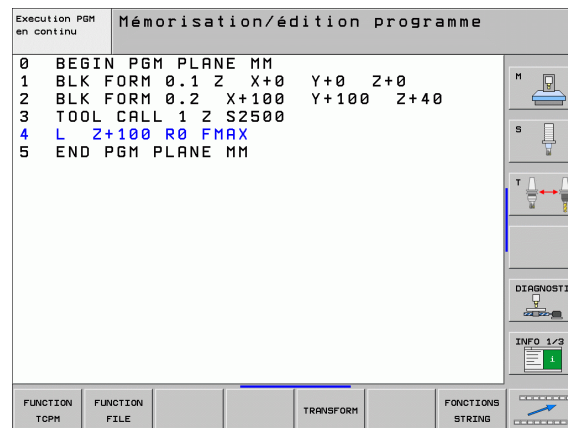 Execution PGM
en continu
Mémorisation/édition programme
0 BEGIN PGM PLANE MM
1 BLK FORM 0.1 Z X+0 Y+0 Z+0
2 BLK FORM 0.2 X+100 Y+100 Z+40
3 TOOL CALL 1 Z S2500
4 L Z+100 R0 FMAX
5 END PGM PLANE MM
M
S
T
DIAGNOSTI
INFO 1/3
i
FUNCTION
TCPM
FUNCTION
FILE
TRANSFORM
FONCTIONS
STRING